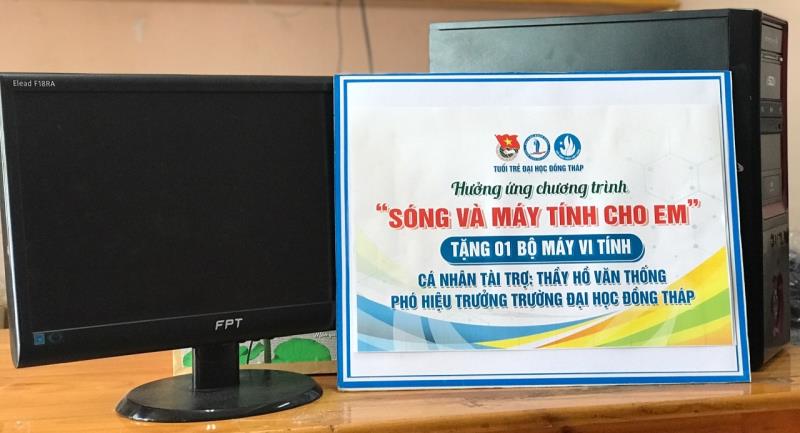 Elead F18RA
FPT
TUỔI TRẺ ĐẠI HỌC ĐỒNG THÁP
Hưởng ứng chương trình
“SÓNG VÀ MÁY TÍNH CHO EM”
TẶNG 01 BỘ MÁY VI TÍNH
CÁ NHÂN TÀI TRỢ: THẦY HỒ VĂN THỐNG
PHÓ HIỆU TRƯỞNG TRƯỜNG ĐẠI HỌC ĐỒNG THÁP